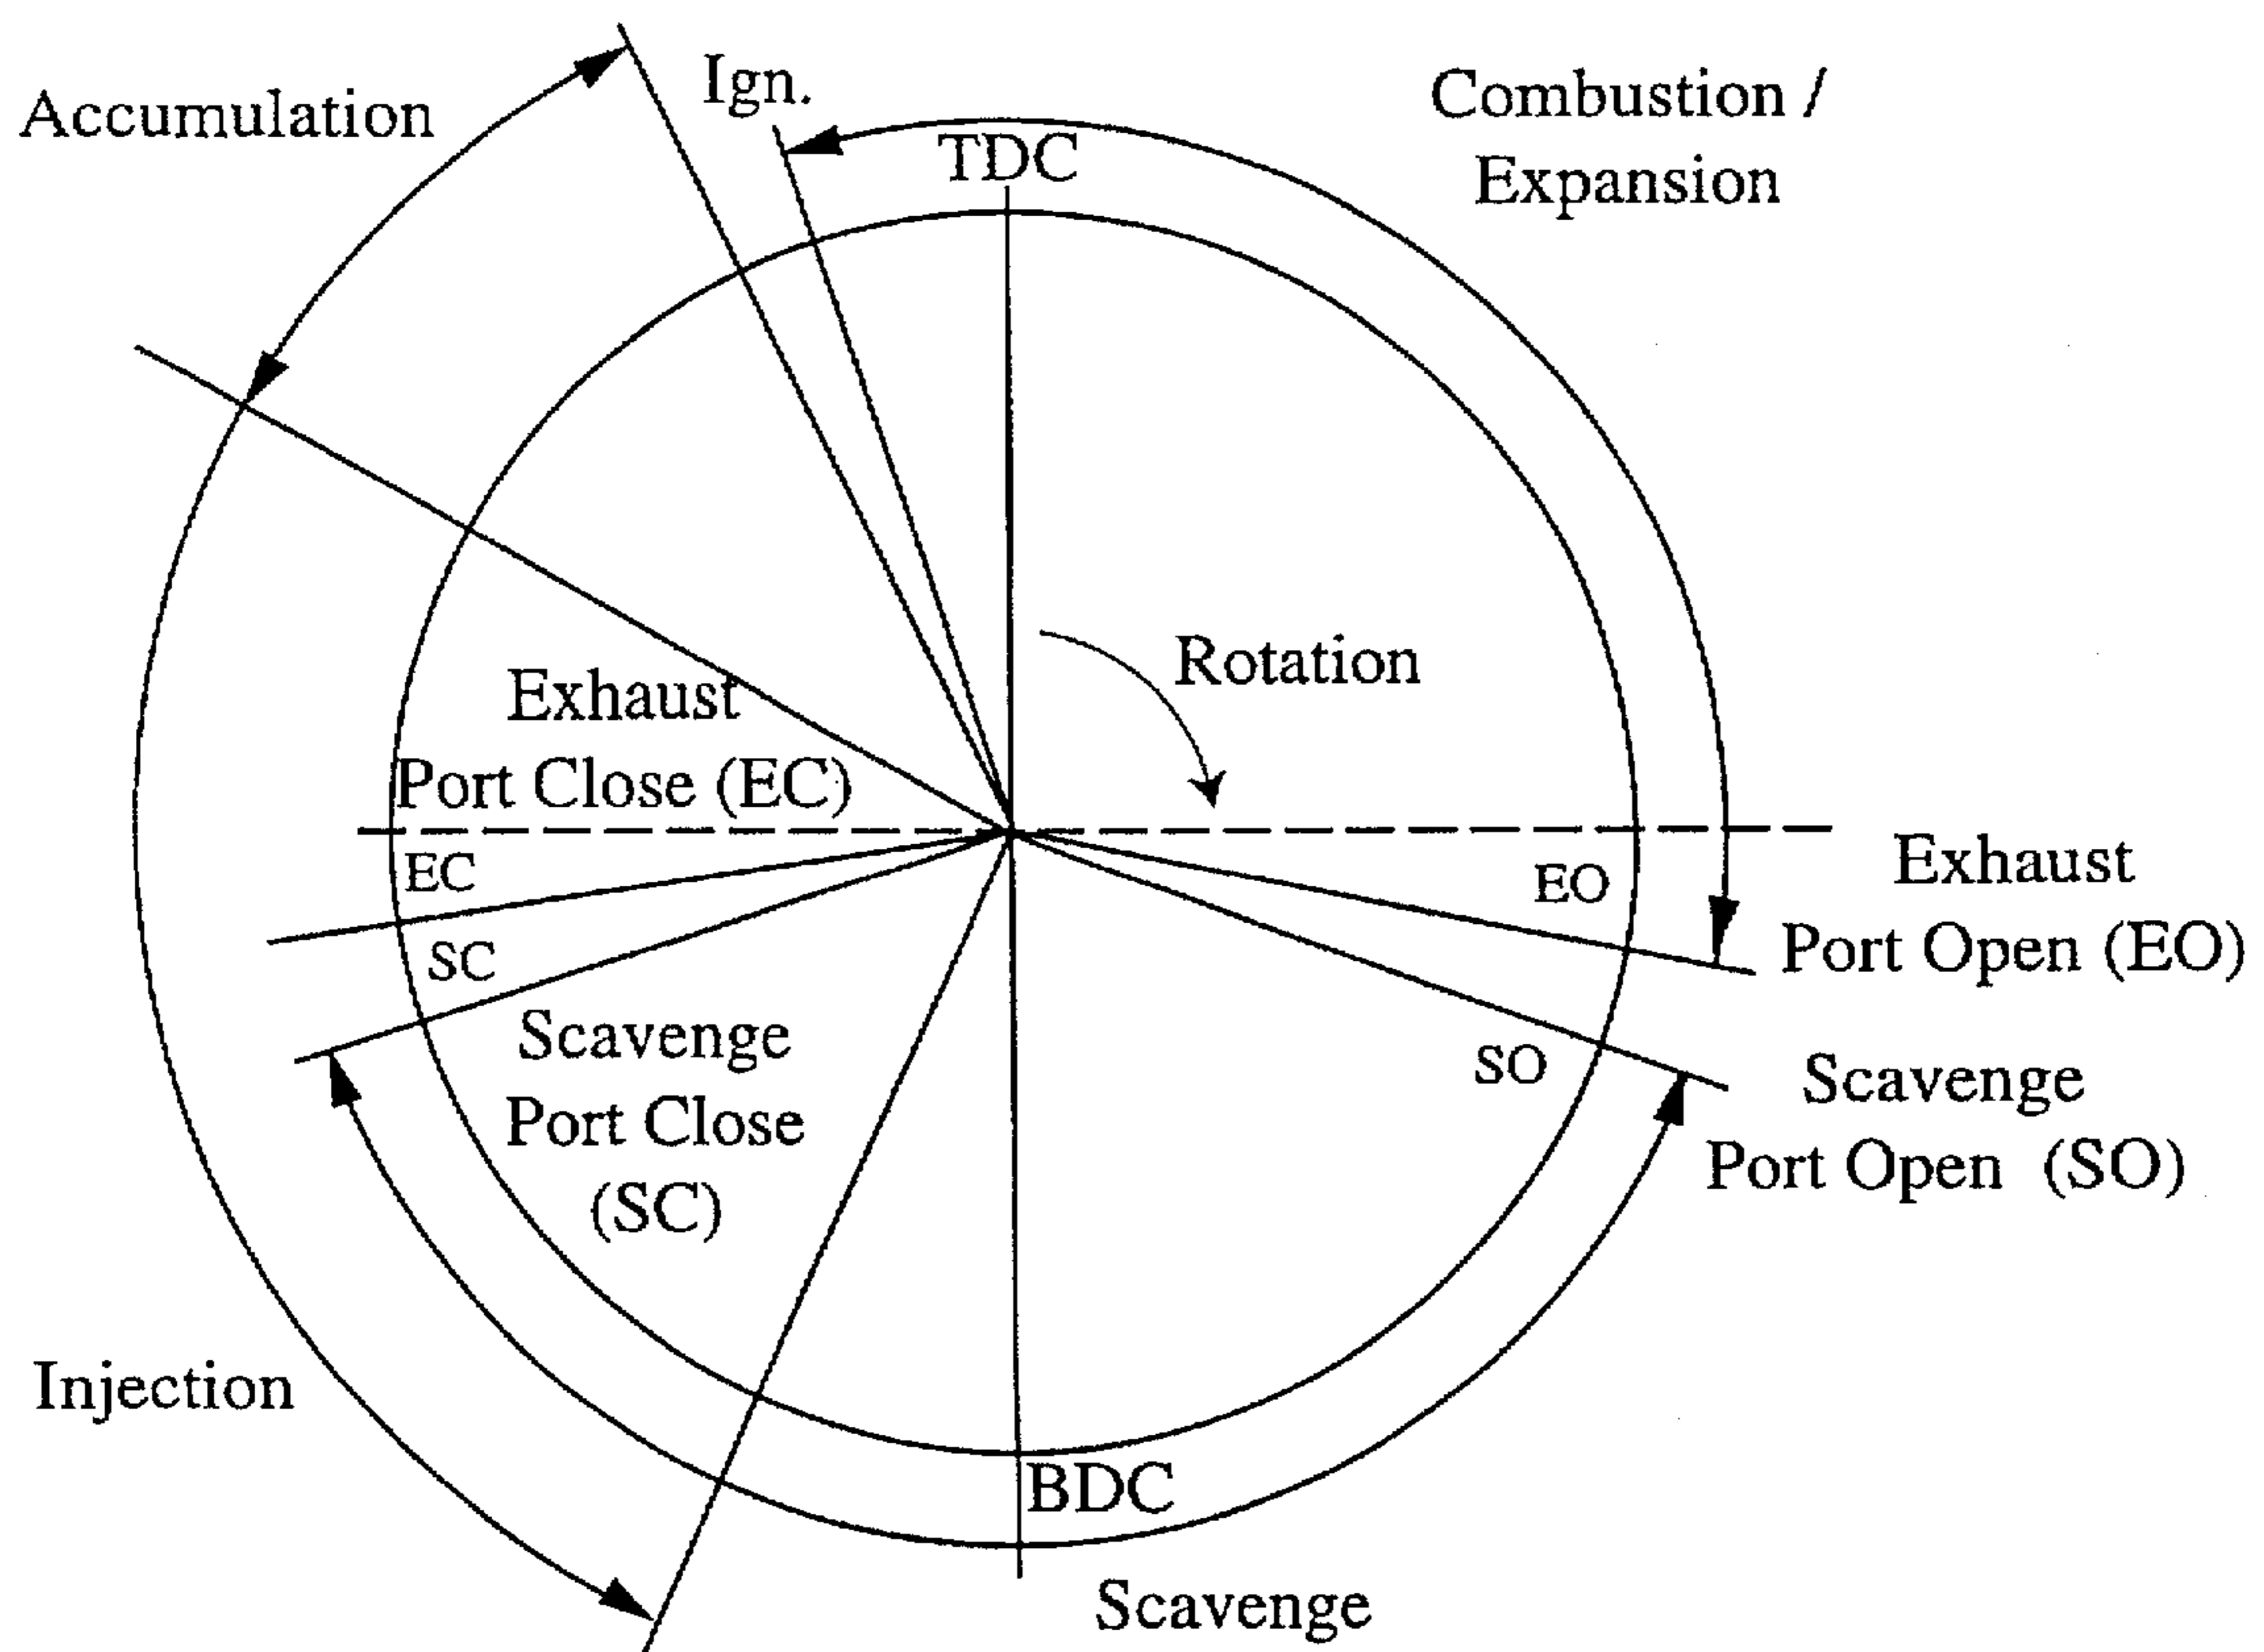 Accumulation
Ign.
TDC
Combustion /
Expansion
Rotation
Exhaust
Port Close (EC)
EC
SC
Scavenge
Port Close
(SC)
EO
Exhaust
Port Open (EO)
SO
Scavenge
Port Open (SO)
Injection
BDC
Scavenge